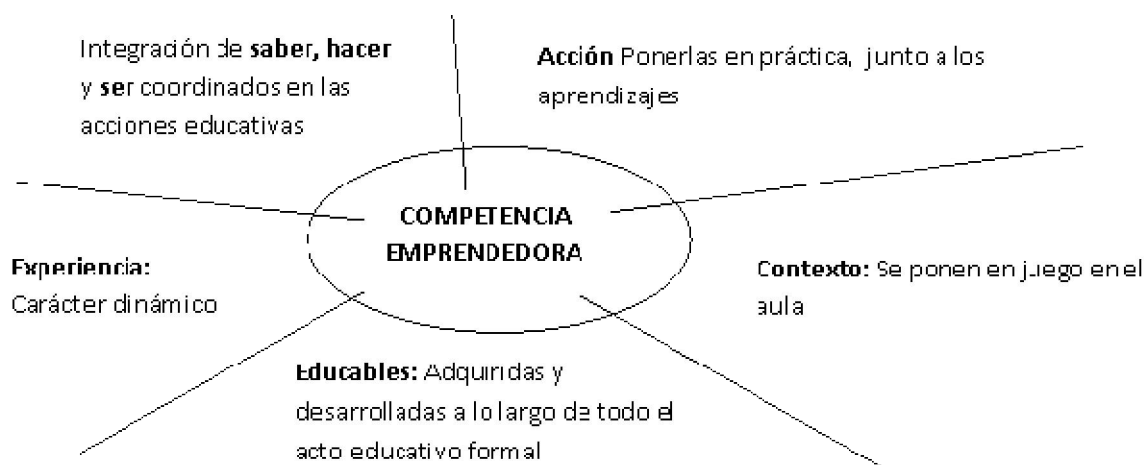 Integración de saber, hacer
y ser coordinados en las
acciones educativas
Acción Ponerlas en práctica, junto a los
aprendizajes
COMPETENCIA
EMPRENDEDORA
Experiencia:
Carácter dinámico
Contexto: Se ponen en juego en el
aula
Educables: Adquiridas y
desarrolladas a lo largo de todo el
acto educativo formal